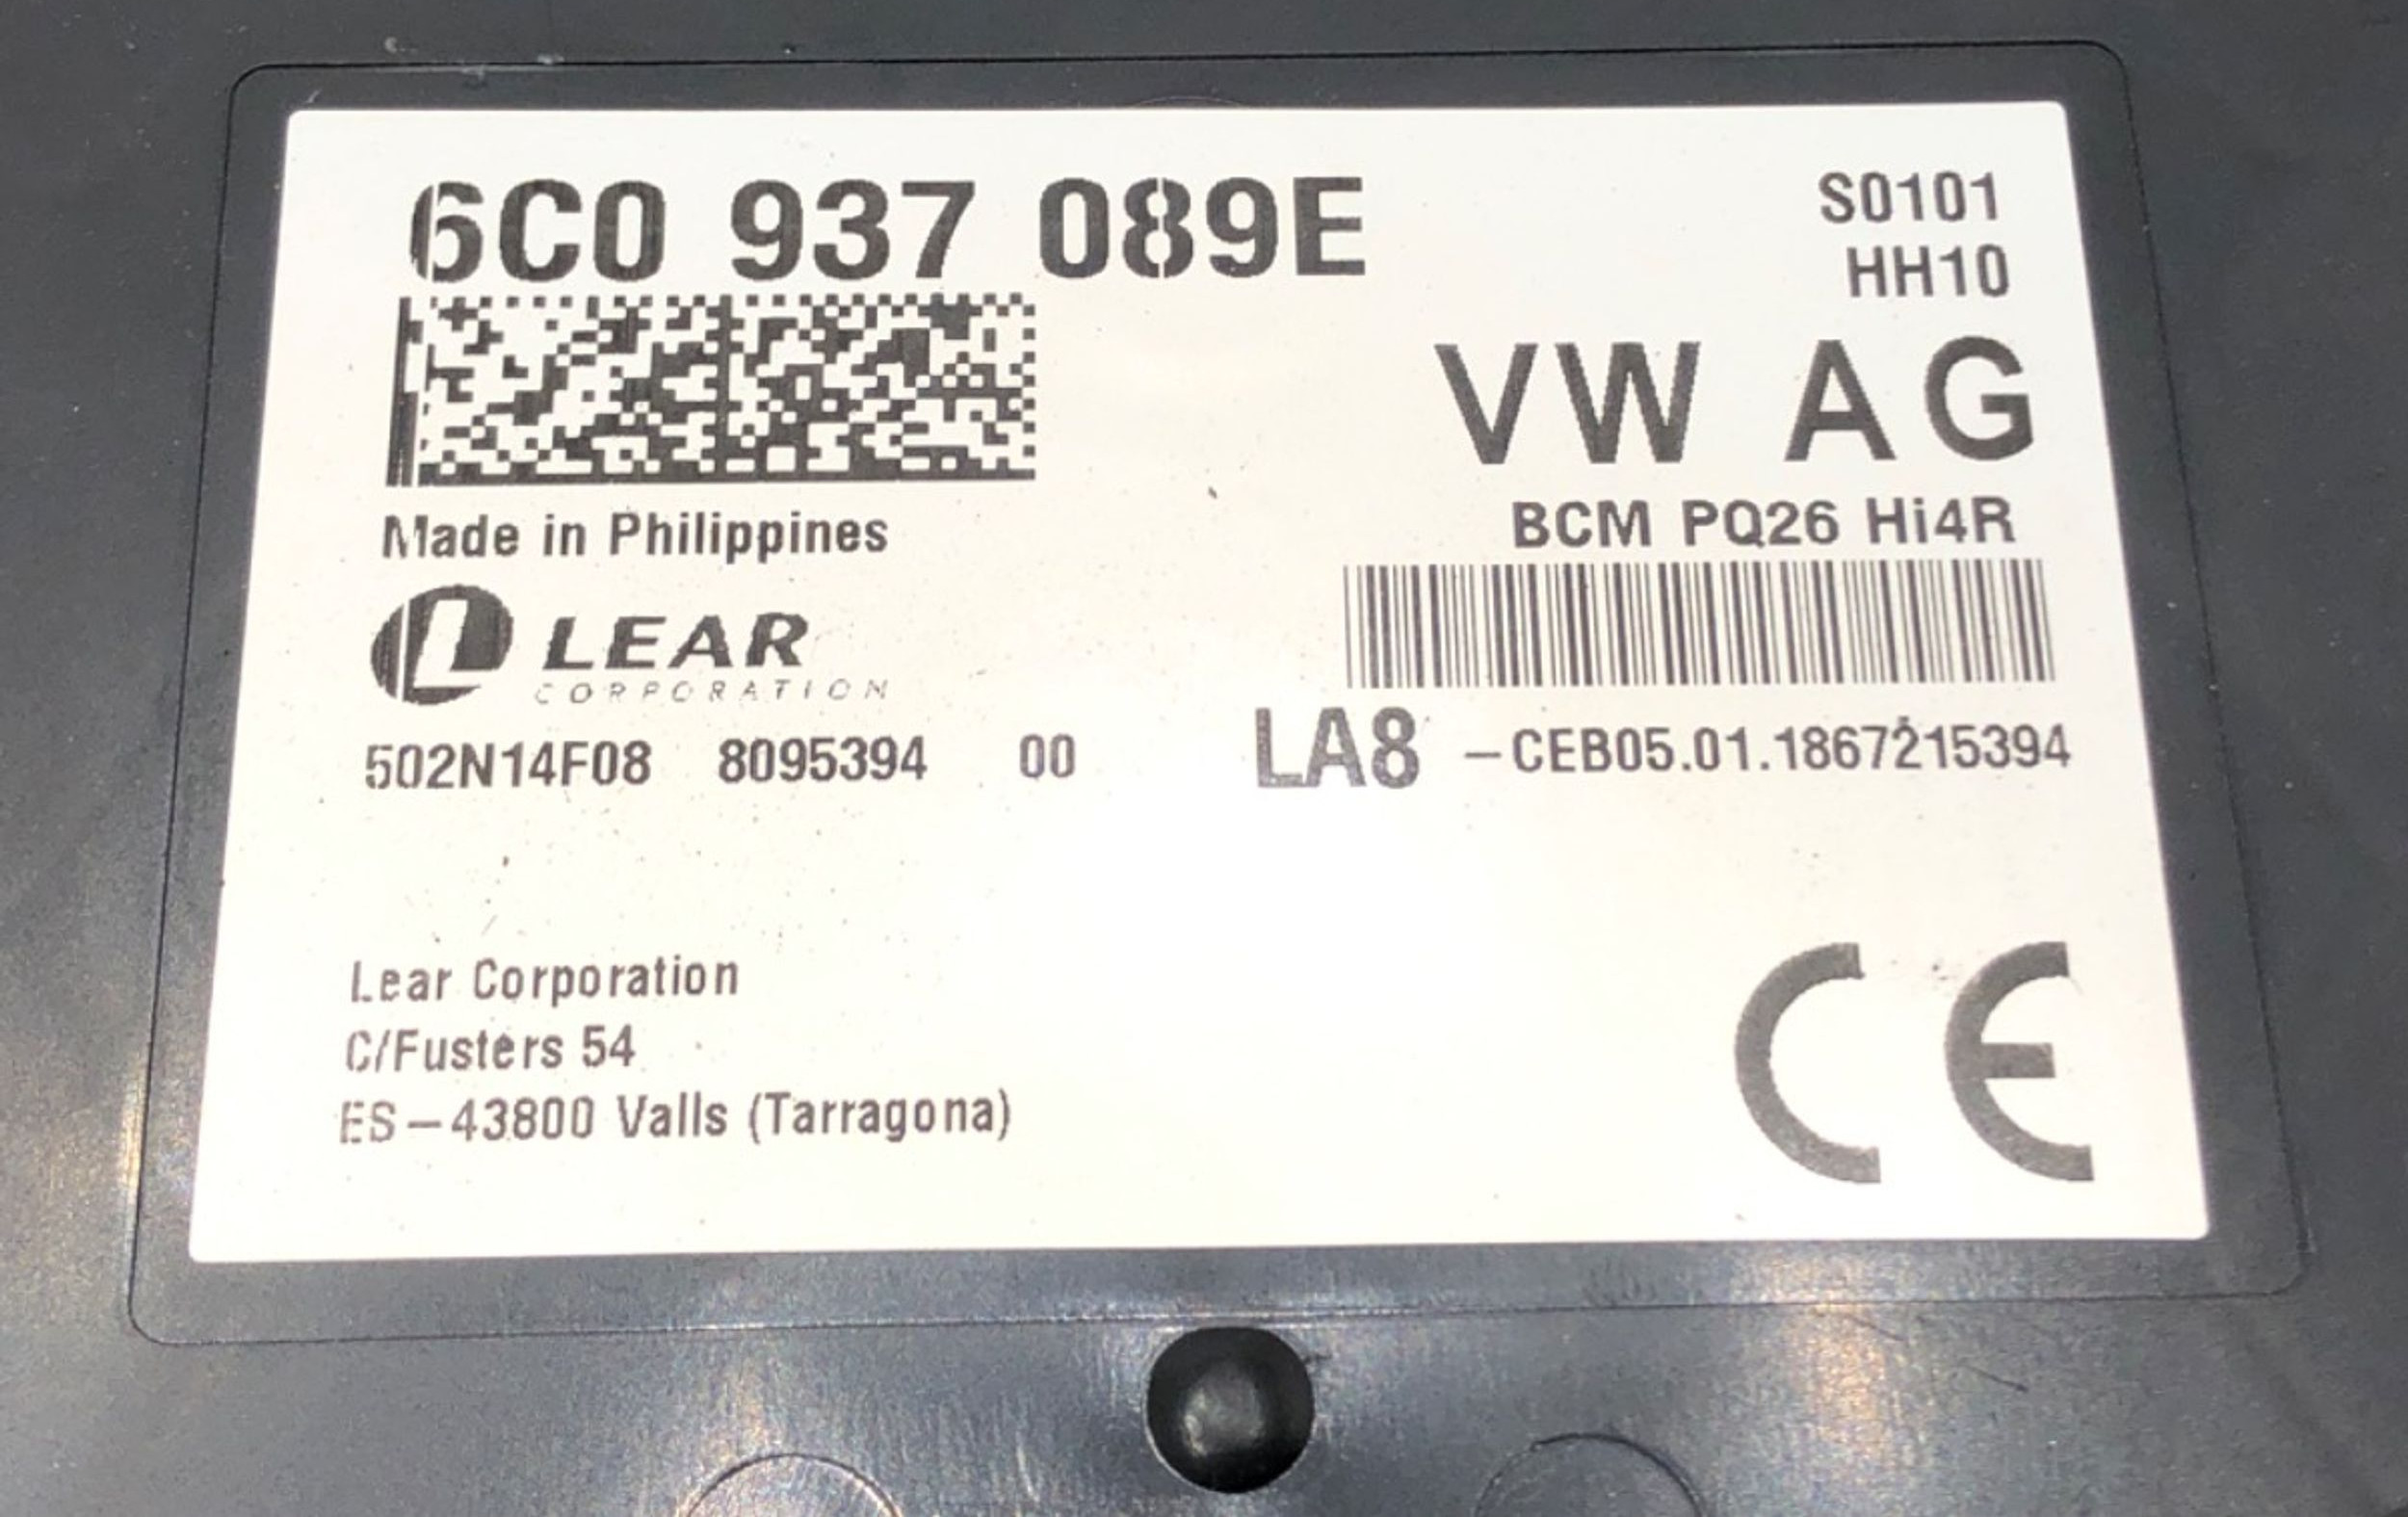 6C0 937 089E
S0101
HH10
VW AG
BCM PQ26 Hi4R
Made in Philippines
LEAR
CORPORATION
502N14F08 8095394 00
LA8 -CEB05.01.1867215394
Lear Corporation
C/Fusters 54
ES-43800 Valls (Tarragona)
CE